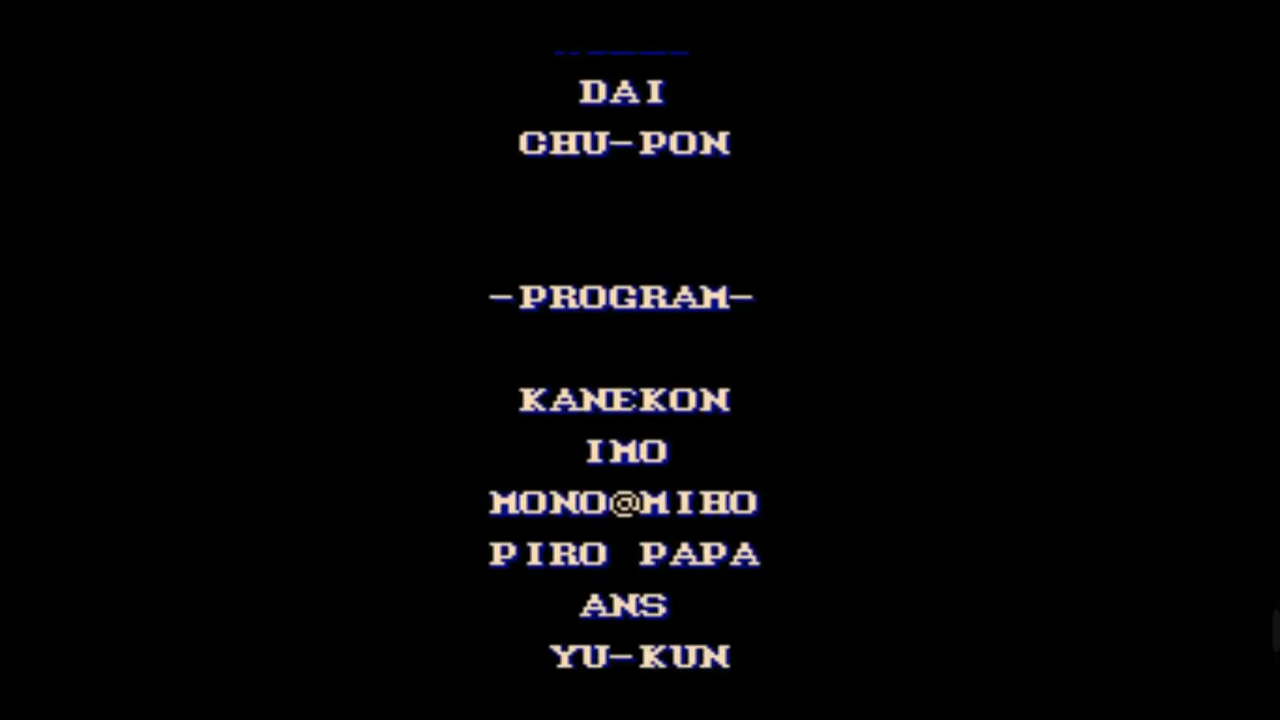 DAI
CHU-PON
-PROGRAM-
KANEKON
IMO
MONO@MIHO
PIRO PAPA
ANS
YU-KUN